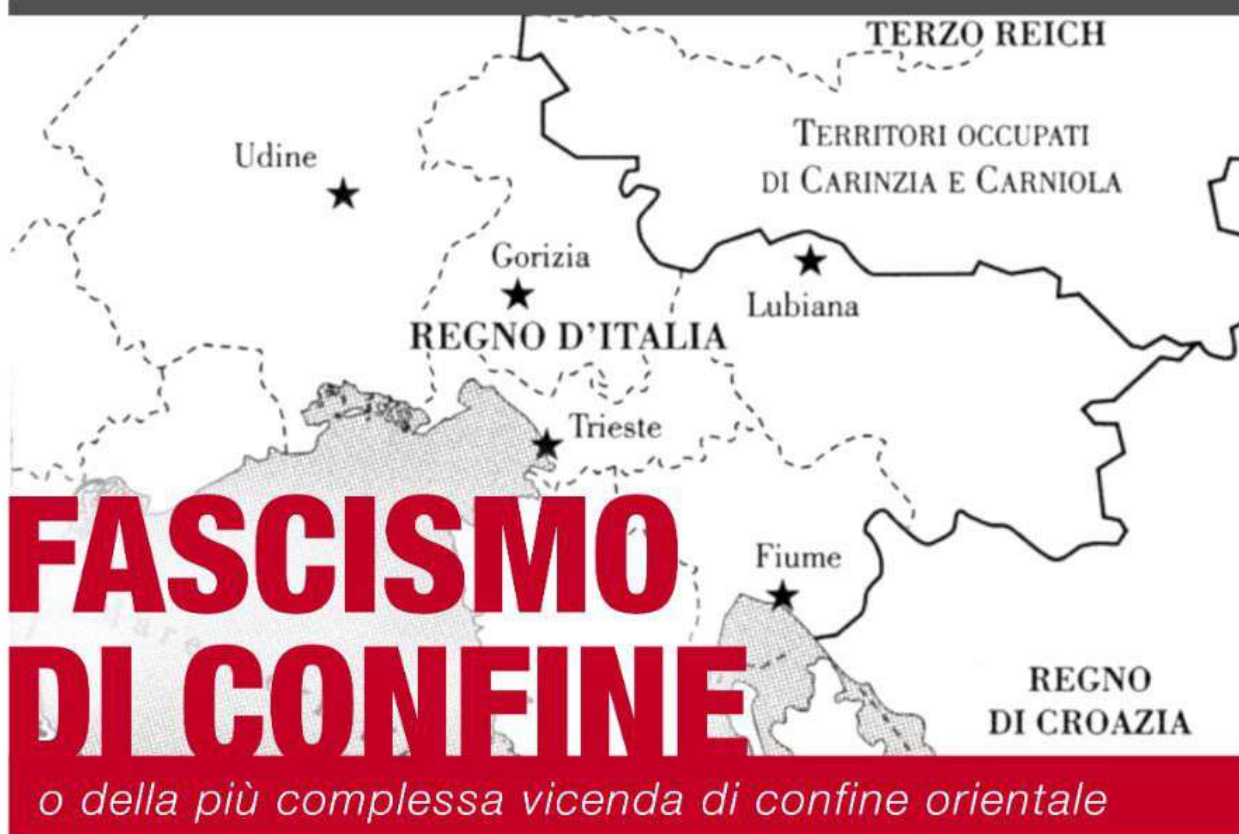 TERZO REICH
TERRITORI OCCUPATI
DI CARINZIA E CARNIOLA
Udine
Gorizia
Lubiana
REGNO D'ITALIA
Trieste
Fiume
Mare
REGNO
DI CROAZIA
FASCISMO
DI CONFINE
o della più complessa vicenda di confine orientale